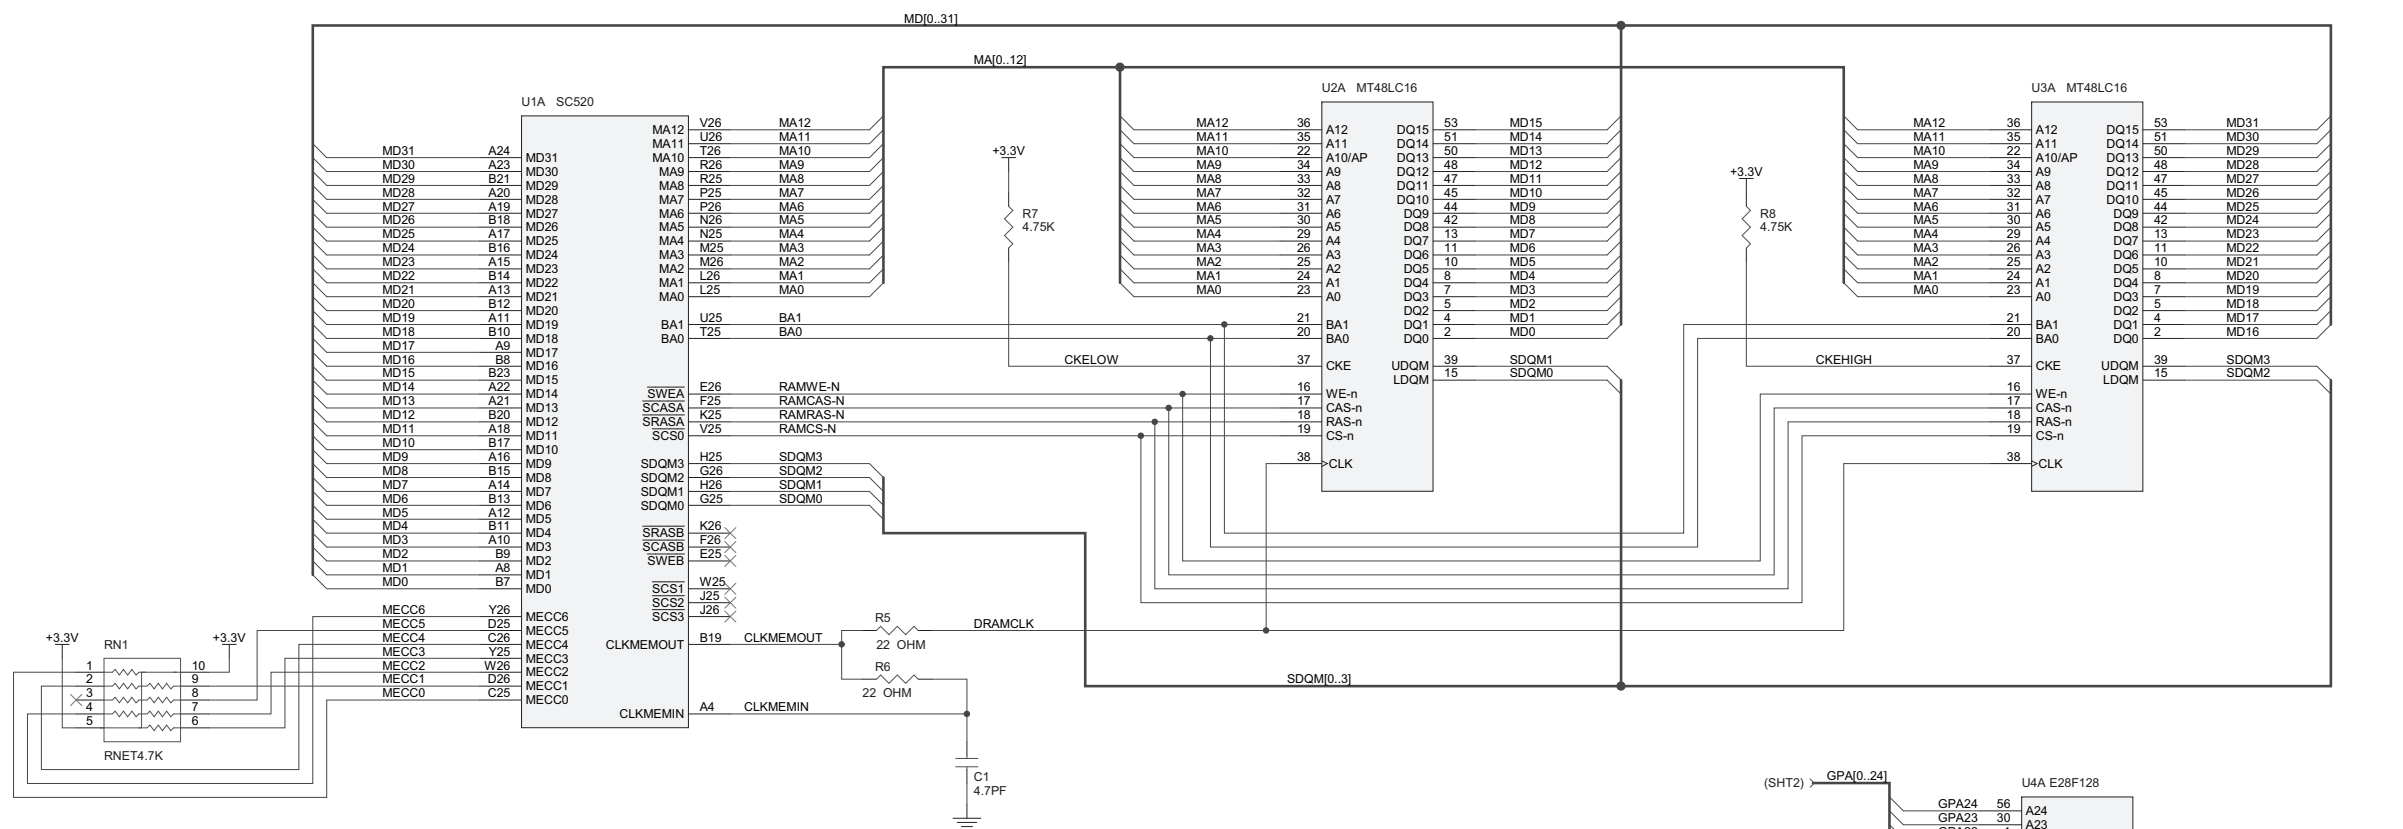 MD[0..31]
MA[0..12]
U1A SC520
MD31 A24 MD31
MD30 A23 MD30
MD29 B21 MD29
MD28 A20 MD28
MD27 A19 MD27
MD26 B18 MD26
MD25 A17 MD25
MD24 B16 MD24
MD23 A15 MD23
MD22 B14 MD22
MD21 A13 MD21
MD20 B12 MD20
MD19 A11 MD19
MD18 B10 MD18
MD17 A9 MD17
MD16 B8 MD16
MD15 B23 MD15
MD14 A22 MD14
MD13 A21 MD13
MD12 B20 MD12
MD11 A18 MD11
MD10 B17 MD10
MD9 A16 MD9
MD8 B15 MD8
MD7 A14 MD7
MD6 B13 MD6
MD5 A12 MD5
MD4 B11 MD4
MD3 A10 MD3
MD2 B9 MD2
MD1 A8 MD1
MD0 B7 MD0
MECC6 Y26 MECC6
MECC5 D25 MECC5
MECC4 C26 MECC4
MECC3 Y25 MECC3
MECC2 W26 MECC2
MECC1 D26 MECC1
MECC0 C25 MECC0
MA12 V26 MA12
MA11 U26 MA11
MA10 T26 MA10
MA9 R26 MA9
MA8 R25 MA8
MA7 P25 MA7
MA6 P26 MA6
MA5 N26 MA5
MA4 N25 MA4
MA3 M25 MA3
MA2 M26 MA2
MA1 L26 MA1
MA0 L25 MA0
BA1 U25 BA1
BA0 T25 BA0
SWEA E26 RAMWE-N
SCASA F25 RAMCAS-N
SRASA K25 RAMRAS-N
SCS0 V25 RAMCS-N
SDQM3 H25 SDQM3
SDQM2 G26 SDQM2
SDQM1 H26 SDQM1
SDQM0 G25 SDQM0
SRASB K26
SCASB F26
SWEB E25
SCS1 W25
SCS2 J25
SCS3 J26
CLKMEMOUT B19 CLKMEMOUT
CLKMEMIN A4 CLKMEMIN
+3.3V
RN1
+3.3V
1 10
2 9
3 8
4 7
5 6
RNET4.7K
R5
22 OHM
DRAMCLK
R6
22 OHM
C1
4.7PF
SDQM[0..3]
+3.3V
R7
4.75K
CKELOW
U2A MT48LC16
MA12 36 A12
MA11 35 A11
MA10 22 A10/AP
MA9 34 A9
MA8 33 A8
MA7 32 A7
MA6 31 A6
MA5 30 A5
MA4 29 A4
MA3 26 A3
MA2 25 A2
MA1 24 A1
MA0 23 A0
21 BA1
20 BA0
37 CKE
16 WE-n
17 CAS-n
18 RAS-n
19 CS-n
38 CLK
DQ15 53 MD15
DQ14 51 MD14
DQ13 50 MD13
DQ12 48 MD12
DQ11 47 MD11
DQ10 45 MD10
DQ9 44 MD9
DQ8 42 MD8
DQ7 13 MD7
DQ6 11 MD6
DQ5 10 MD5
DQ4 8 MD4
DQ3 7 MD3
DQ2 5 MD2
DQ1 4 MD1
DQ0 2 MD0
UDQM 39 SDQM1
LDQM 15 SDQM0
+3.3V
R8
4.75K
CKEHIGH
U3A MT48LC16
MA12 36 A12
MA11 35 A11
MA10 22 A10/AP
MA9 34 A9
MA8 33 A8
MA7 32 A7
MA6 31 A6
MA5 30 A5
MA4 29 A4
MA3 26 A3
MA2 25 A2
MA1 24 A1
MA0 23 A0
21 BA1
20 BA0
37 CKE
16 WE-n
17 CAS-n
18 RAS-n
19 CS-n
38 CLK
DQ15 53 MD31
DQ14 51 MD30
DQ13 50 MD29
DQ12 48 MD28
DQ11 47 MD27
DQ10 45 MD26
DQ9 44 MD25
DQ8 42 MD24
DQ7 13 MD23
DQ6 11 MD22
DQ5 10 MD21
DQ4 8 MD20
DQ3 7 MD19
DQ2 5 MD18
DQ1 4 MD17
DQ0 2 MD16
UDQM 39 SDQM3
LDQM 15 SDQM2
(SHT2) GPA[0..24]
U4A E28F128
GPA24 56 A24
GPA23 30 A23